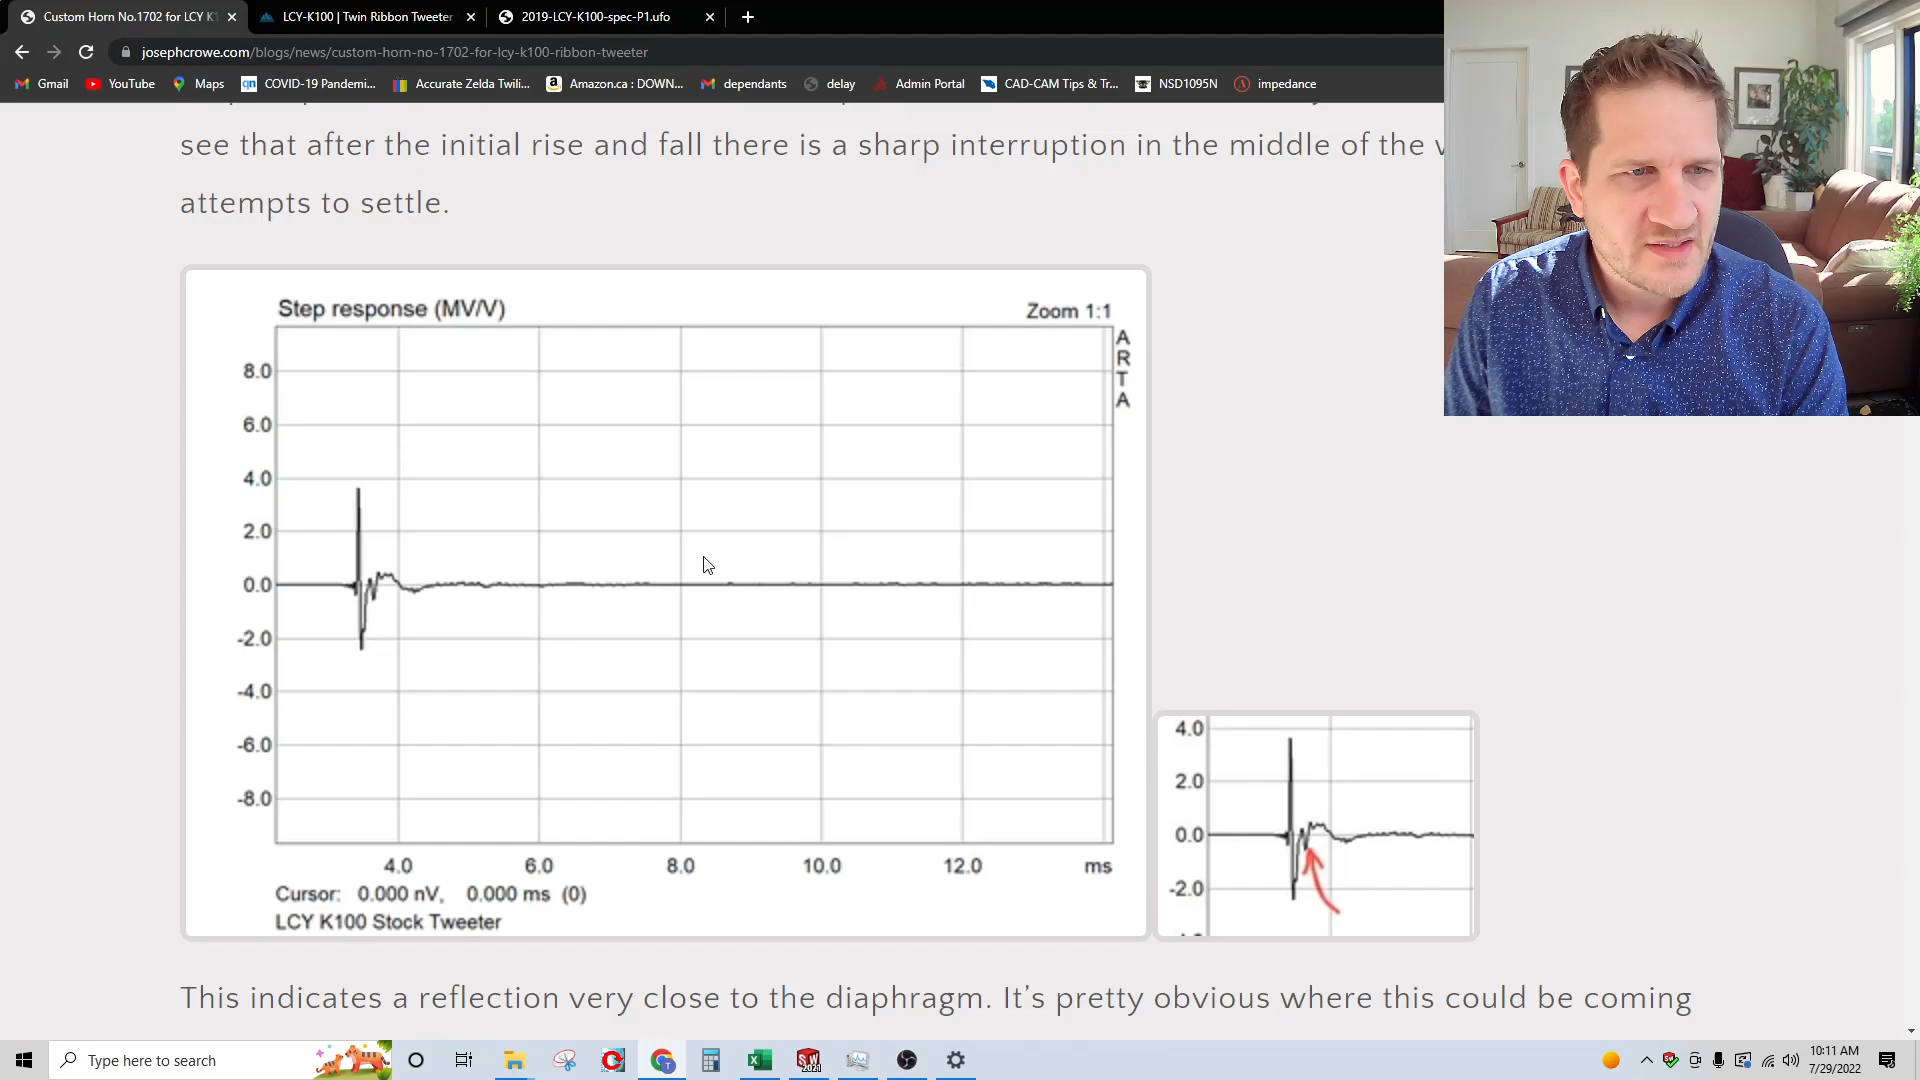 Custom Horn No.1702 for LCY K1
LCY-K100 | Twin Ribbon Tweeter
2019-LCY-K100-spec-P1.ufo
josephcrowe.com/blogs/news/custom-horn-no-1702-for-lcy-k100-ribbon-tweeter
Gmail YouTube Maps COVID-19 Pandemi... Accurate Zelda Twili... Amazon.ca : DOWN... dependants delay Admin Portal CAD-CAM Tips & Tr... NSD1095N impedance
see that after the initial rise and fall there is a sharp interruption in the middle of the
attempts to settle.
Step response (MV/V) Zoom 1:1
A
R
T
A
8.0
6.0
4.0
2.0
0.0
-2.0
-4.0
-6.0
-8.0
4.0 6.0 8.0 10.0 12.0 ms
Cursor: 0.000 nV, 0.000 ms (0)
LCY K100 Stock Tweeter
4.0
2.0
0.0
-2.0
This indicates a reflection very close to the diaphragm. It's pretty obvious where this could be coming
Type here to search
SW
2021
10:11 AM
7/29/2022